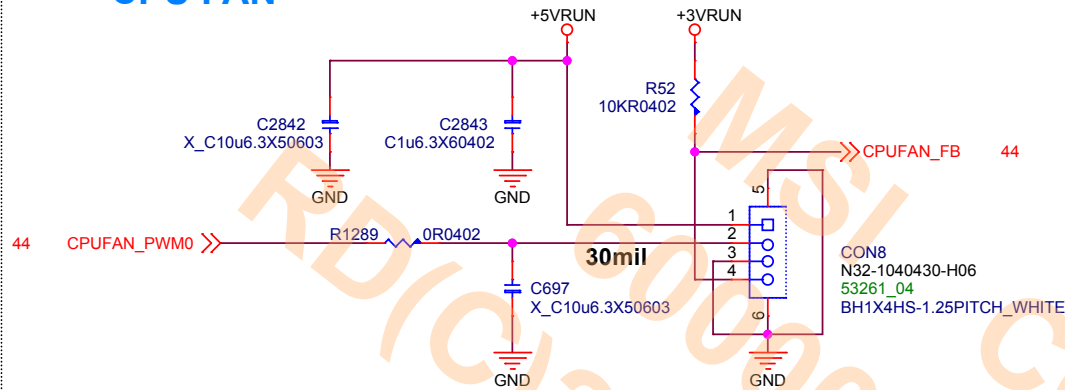 CPU FAN
+5VRUN
+3VRUN
R52
10KR0402
C2842
X_C10u6.3X50603
C2843
C1u6.3X60402
GND
GND
CPUFAN_FB 44
5
1
2
3
4
6
44 CPUFAN_PWM0
R1289 0R0402
30mil
C697
X_C10u6.3X50603
CON8
N32-1040430-H06
53261_04
BH1X4HS-1.25PITCH_WHITE
GND
GND
MSI